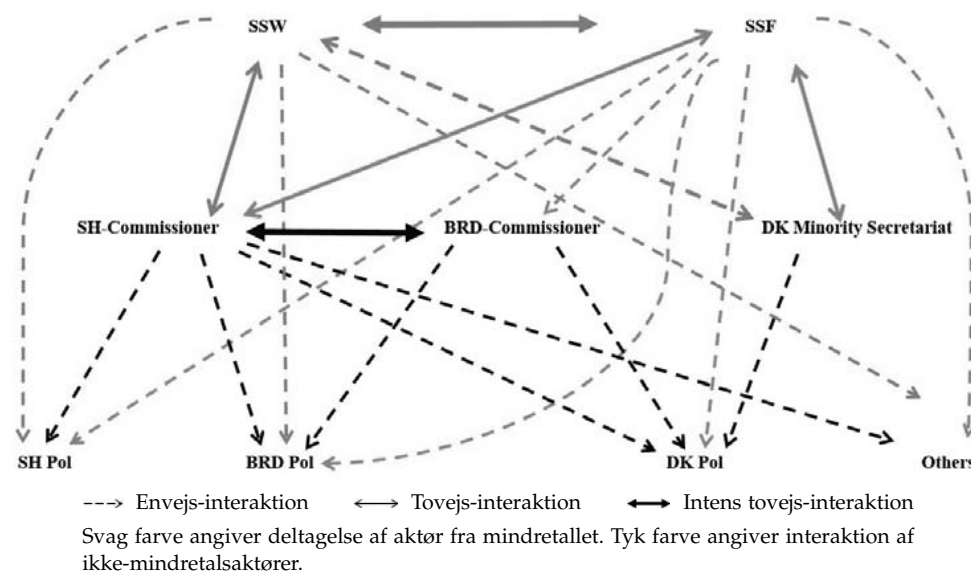 SSW SSF
SH-Commissioner BRD-Commissioner DK Minority Secretariat
SH Pol BRD Pol DK Pol Others
Envejs-interaktion Tovejs-interaktion Intens tovejs-interaktion
Svag farve angiver deltagelse af aktør fra mindretallet. Tyk farve angiver interaktion af
ikke-mindretalsaktører.